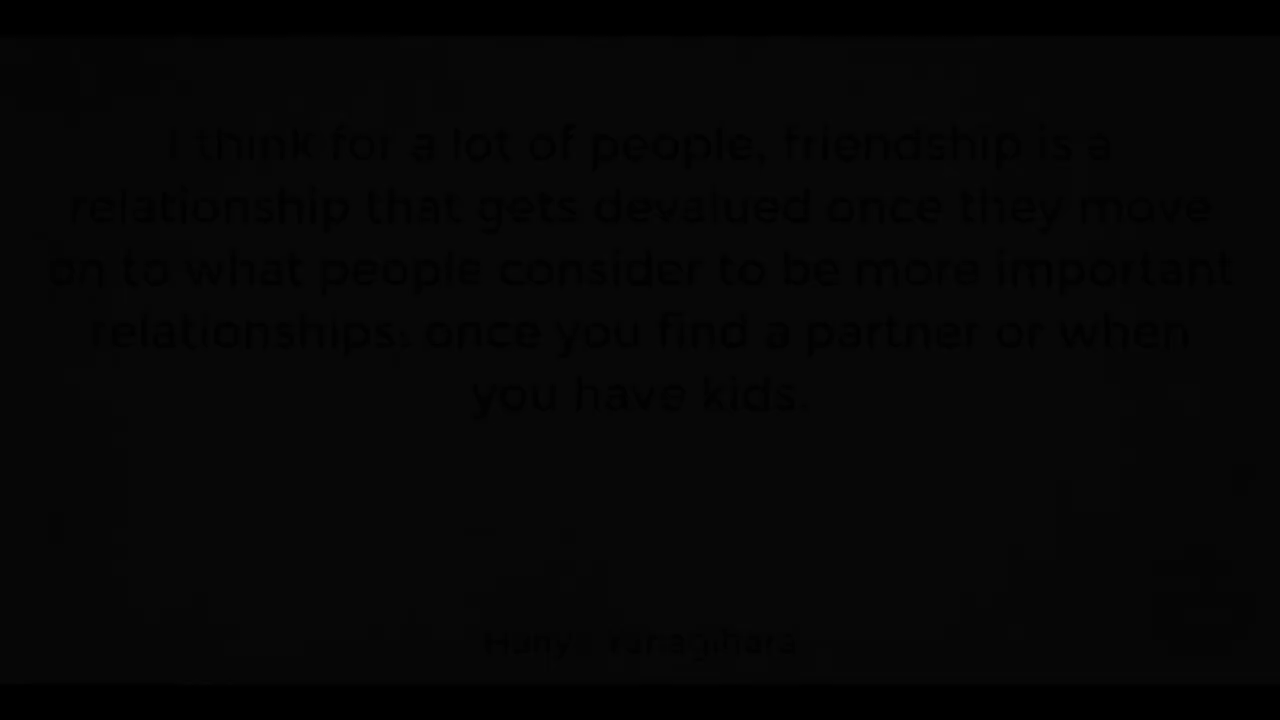 I think for a lot of people, friendship is a
relationship that gets devalued once they move
on to what people consider to be more important
relationships: once you find a partner or when
you have kids.
Hanya Yanagihara